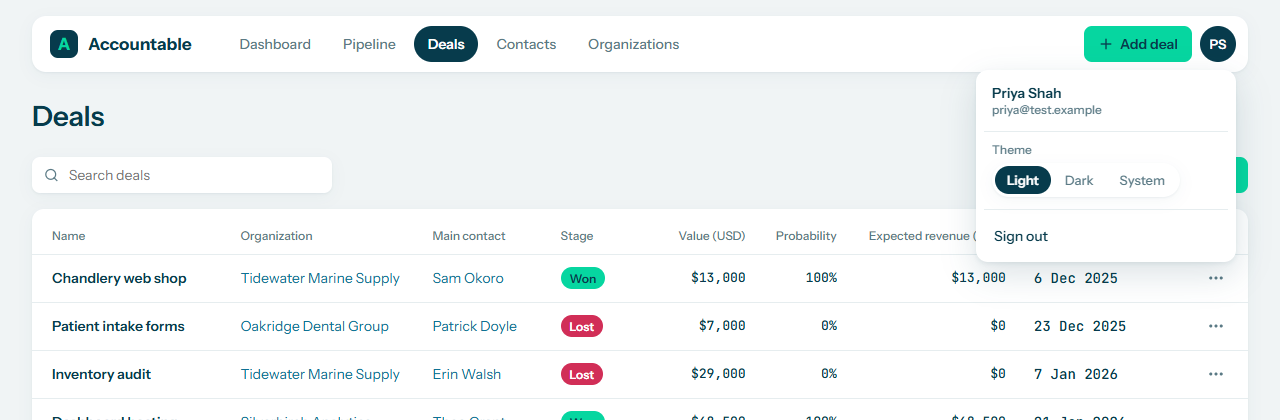 A Accountable Dashboard Pipeline Deals Contacts Organizations + Add deal PS
Priya Shah
priya@test.example
Deals
Theme
Search deals
Light Dark System
Sign out
Name Organization Main contact Stage Value (USD) Probability Expected revenue (
Chandlery web shop Tidewater Marine Supply Sam Okoro Won $13,000 100% $13,000 6 Dec 2025
Patient intake forms Oakridge Dental Group Patrick Doyle Lost $7,000 0% $0 23 Dec 2025
Inventory audit Tidewater Marine Supply Erin Walsh Lost $29,000 0% $0 7 Jan 2026